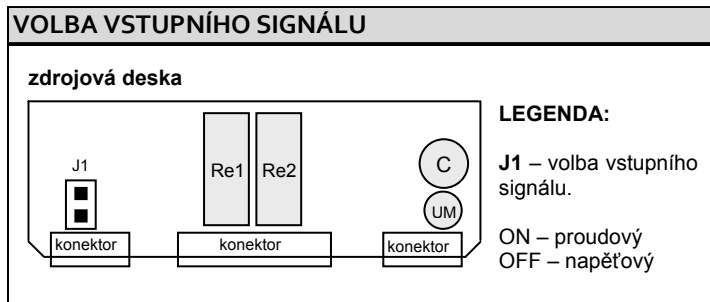 VOLBA VSTUPNÍHO SIGNÁLU
zdrojová deska
J1
Re1
Re2
C
UM
konektor
konektor
konektor
LEGENDA:
J1 – volba vstupního
signálu.
ON – proudový
OFF – napěťový